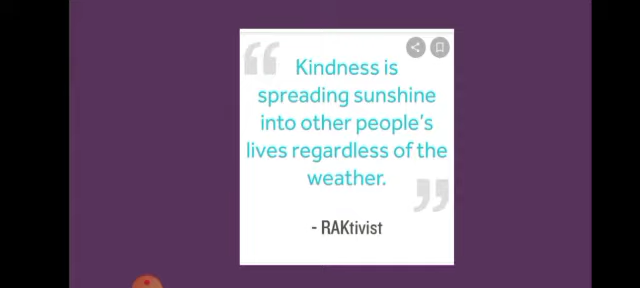 Kindness is
spreading sunshine
into other people's
lives regardless of the
weather.
- RAKtivist